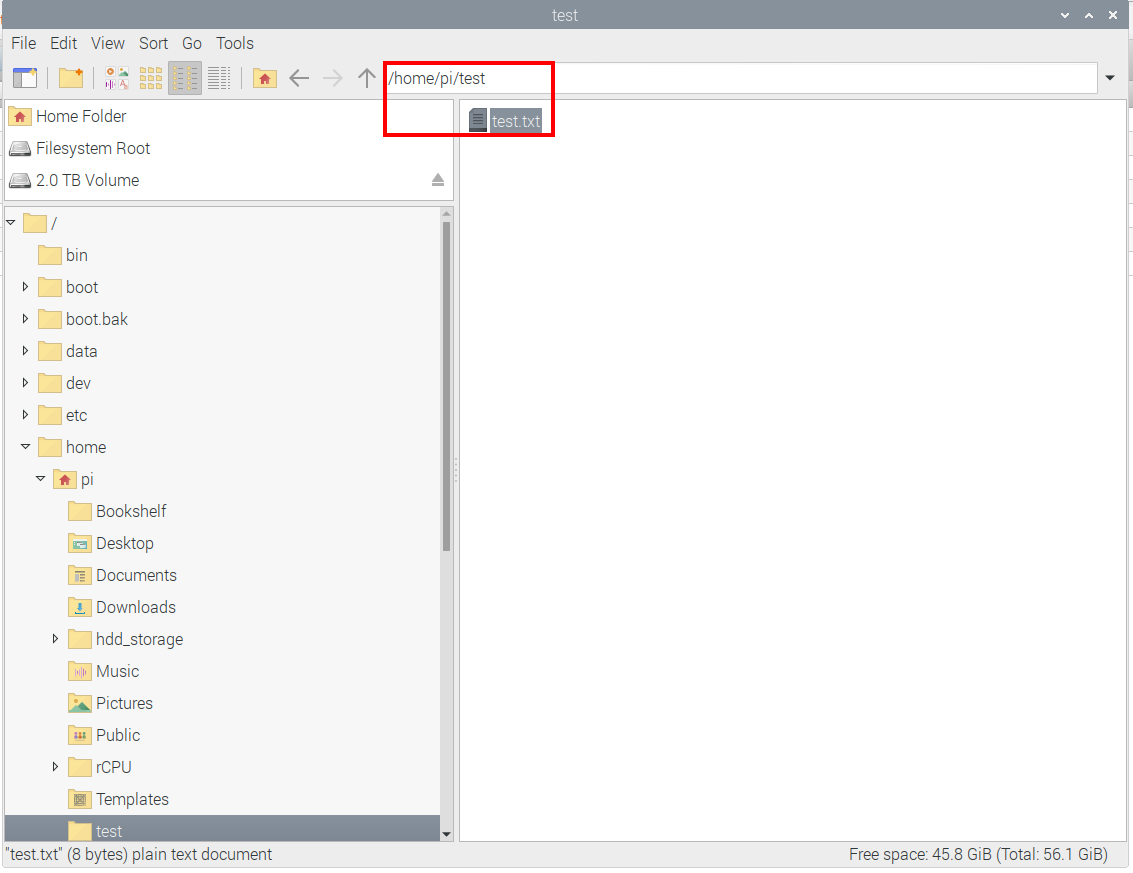 test
File Edit View Sort Go Tools
/home/pi/test
Home Folder
Filesystem Root
2.0 TB Volume
/
bin
boot
boot.bak
data
dev
etc
home
pi
Bookshelf
Desktop
Documents
Downloads
hdd_storage
Music
Pictures
Public
rCPU
Templates
test
test.txt
"test.txt" (8 bytes) plain text document
Free space: 45.8 GiB (Total: 56.1 GiB)